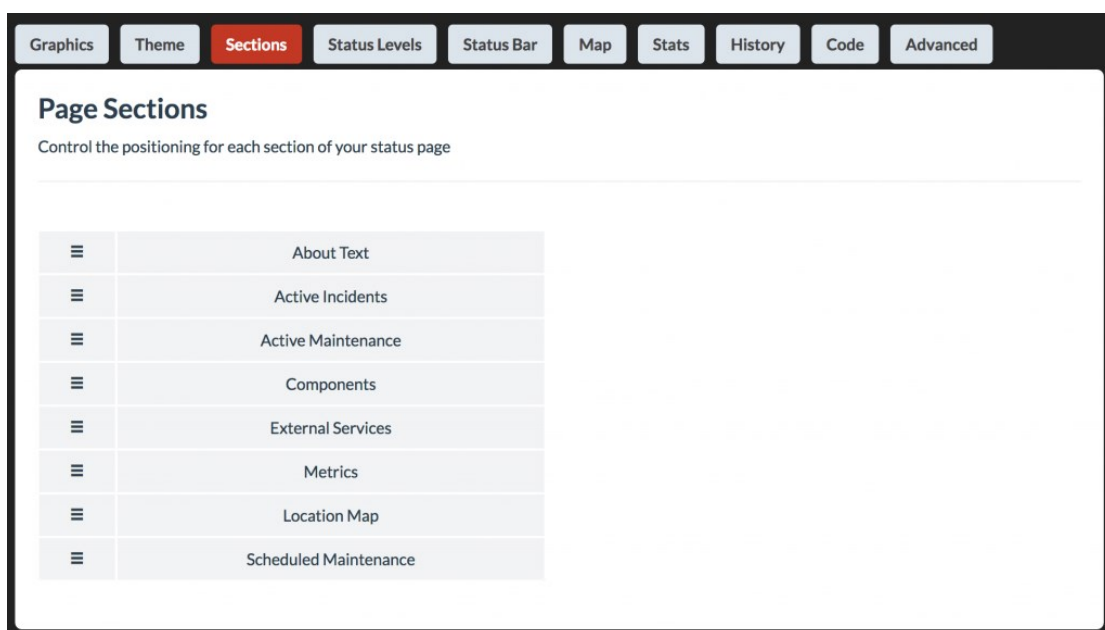 Graphics Theme Sections Status Levels Status Bar Map Stats History Code Advanced
Page Sections
Control the positioning for each section of your status page
About Text
Active Incidents
Active Maintenance
Components
External Services
Metrics
Location Map
Scheduled Maintenance